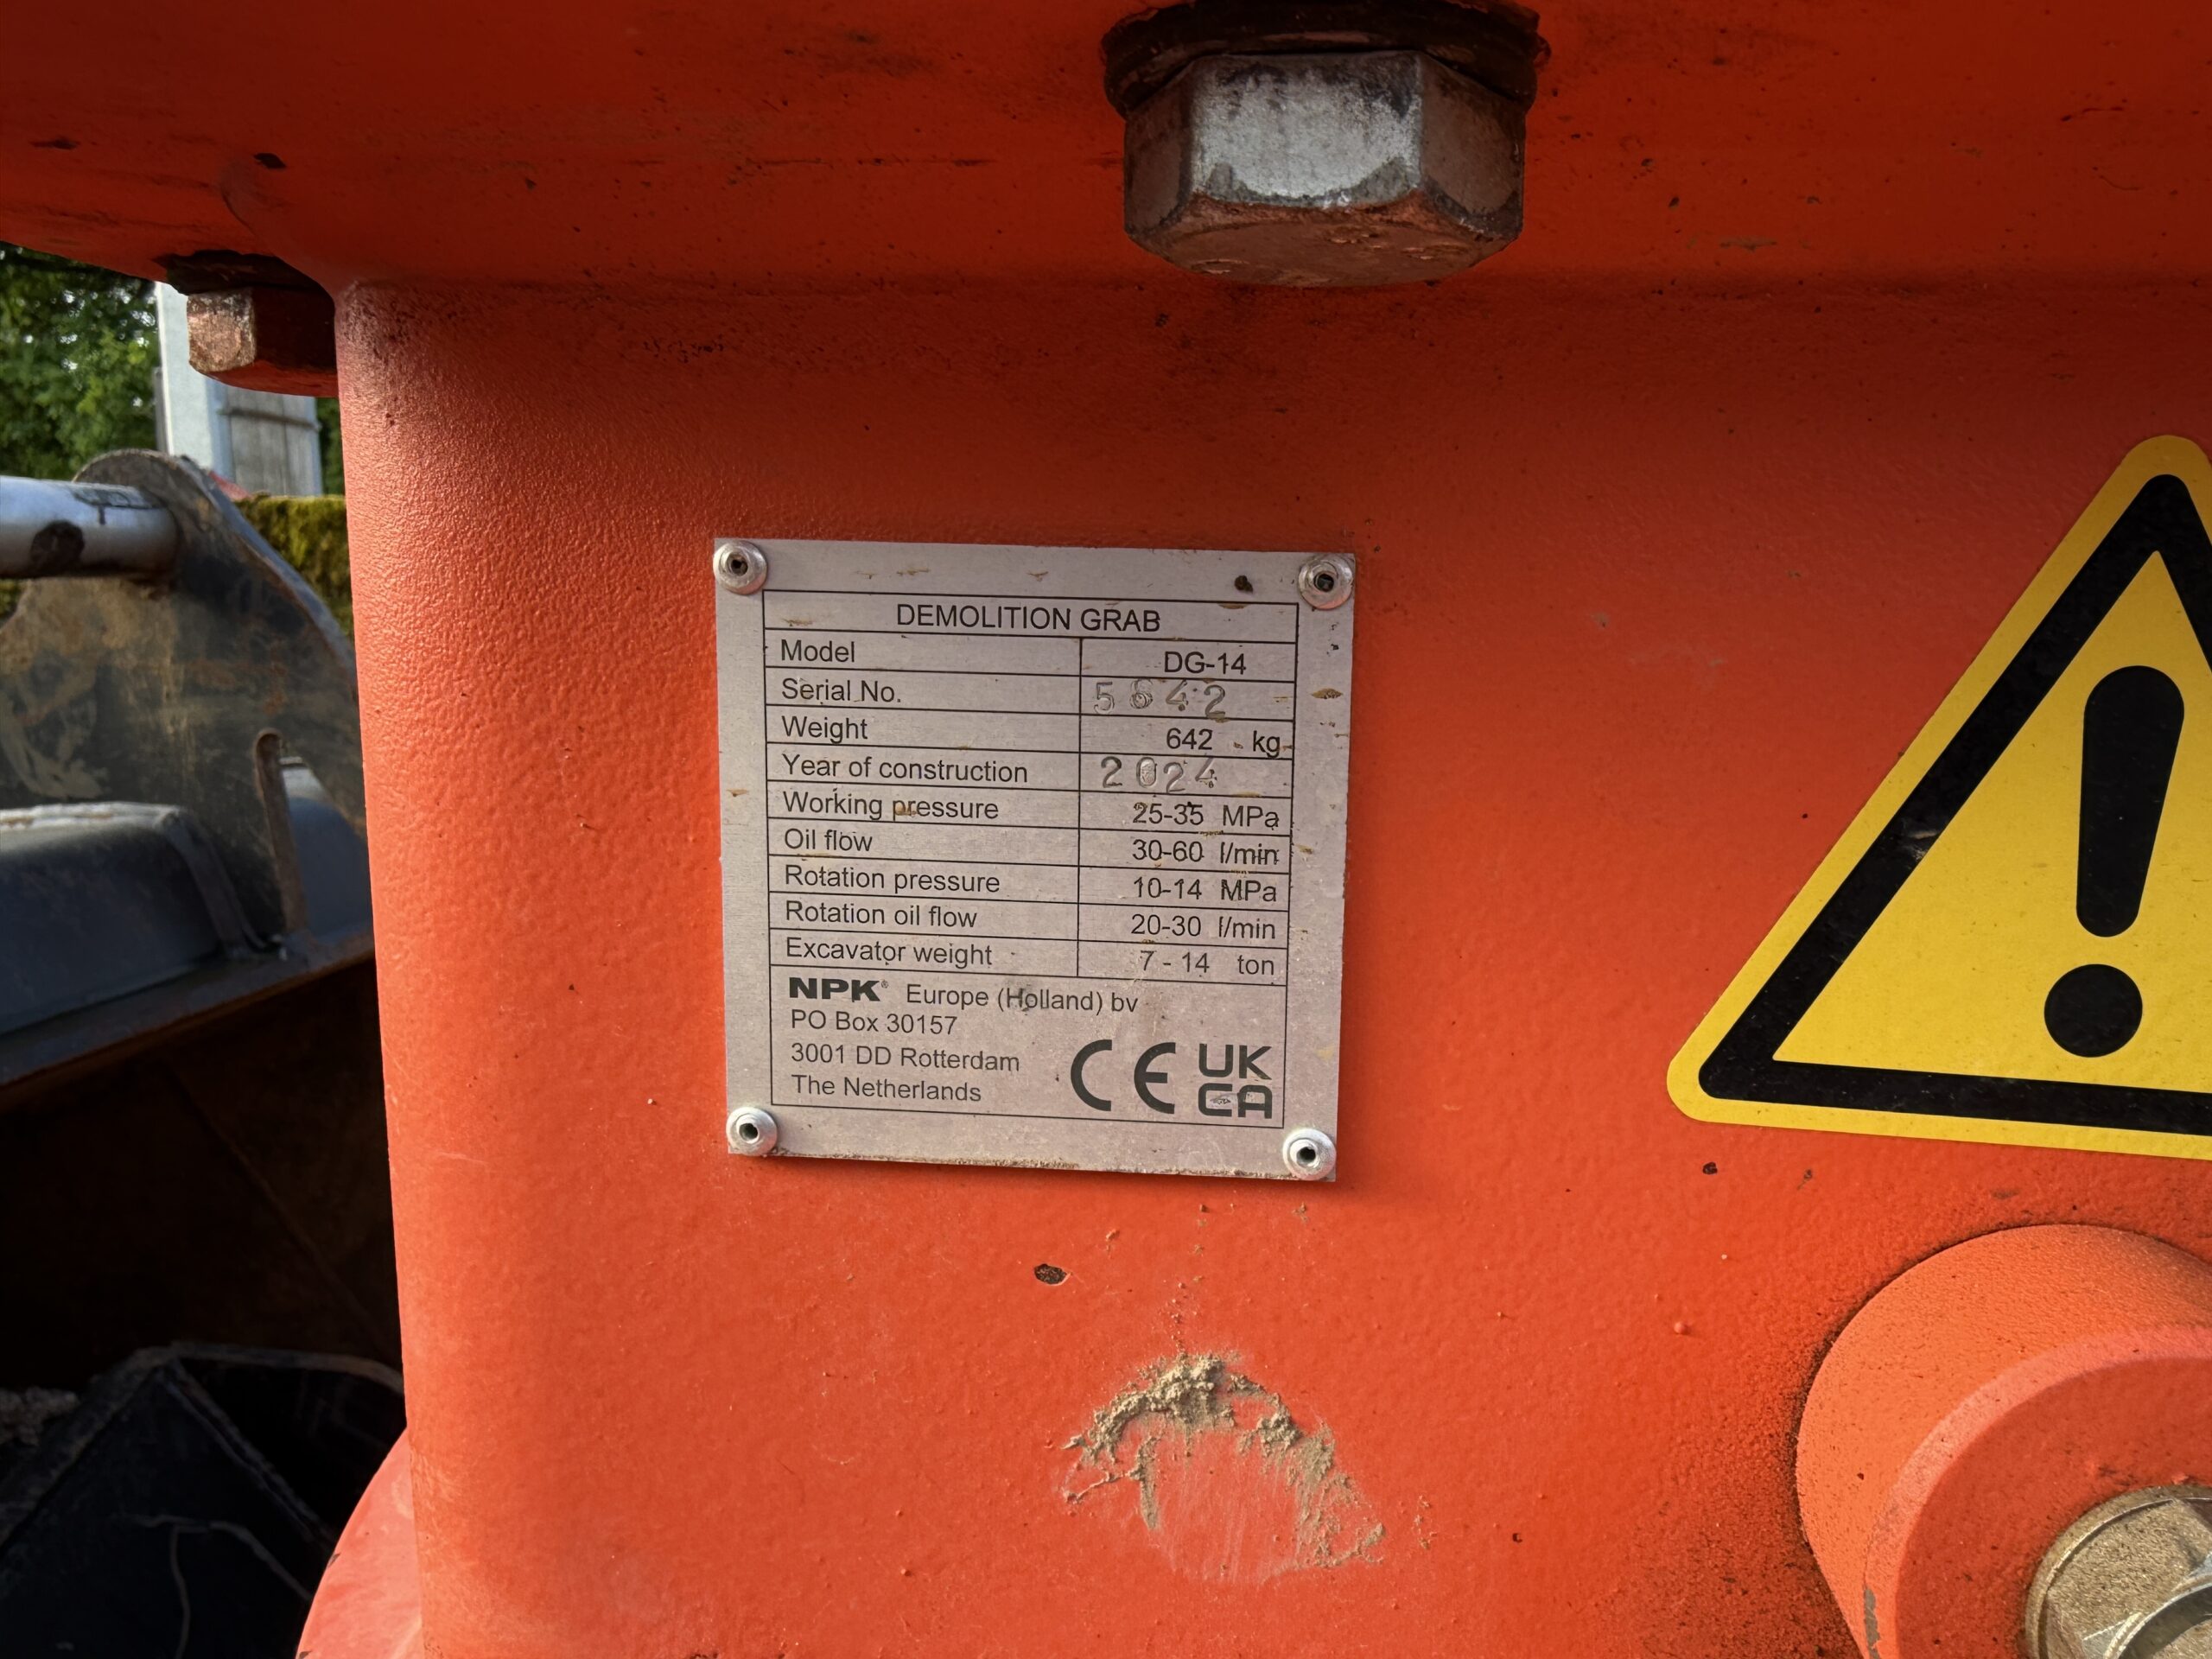 DEMOLITION GRAB
Model DG-14
Serial No. 5642
Weight 642 kg
Year of construction 2024
Working pressure 25-35 MPa
Oil flow 30-60 l/min
Rotation pressure 10-14 MPa
Rotation oil flow 20-30 l/min
Excavator weight 7 - 14 ton
NPK® Europe (Holland) bv
PO Box 30157
3001 DD Rotterdam
The Netherlands
CE UK
CA